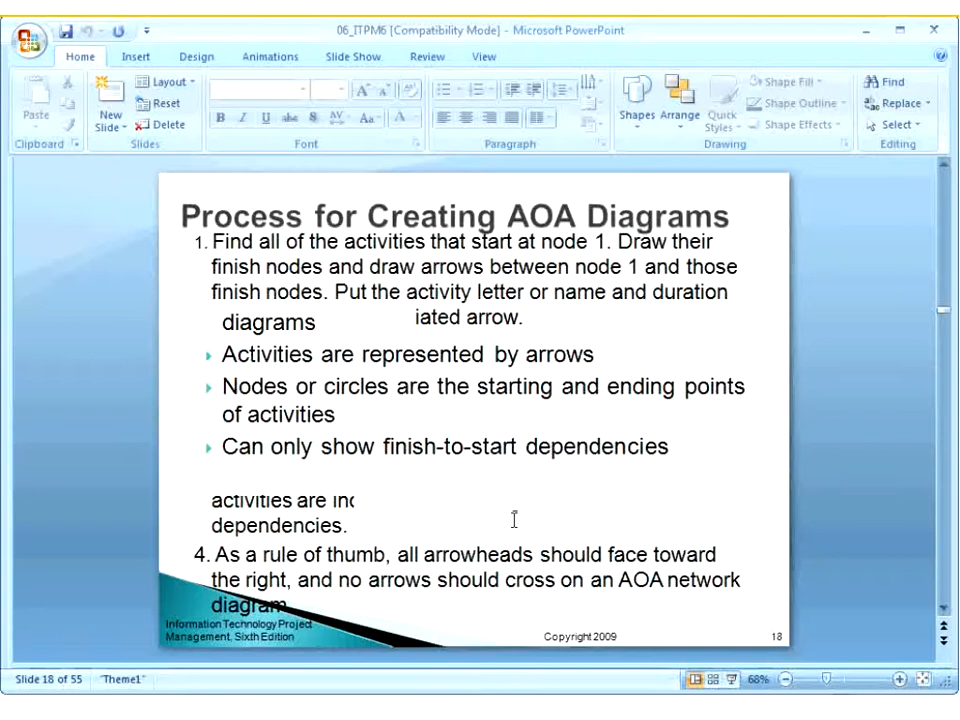 06_ITPM6 [Compatibility Mode] - Microsoft PowerPoint
Home Insert Design Animations Slide Show Review View
Paste
New
Slide
Layout
Reset
Delete
B I U abc S AV Aa A
Shapes Arrange Quick
Styles
Shape Fill
Shape Outline
Shape Effects
Find
Replace
Select
Clipboard Slides Font Paragraph Drawing Editing
Process for Creating AOA Diagrams
1. Find all of the activities that start at node 1. Draw their
finish nodes and draw arrows between node 1 and those
finish nodes. Put the activity letter or name and duration
diagrams iated arrow.
Activities are represented by arrows
Nodes or circles are the starting and ending points
of activities
Can only show finish-to-start dependencies
activities are inc
dependencies.
4. As a rule of thumb, all arrowheads should face toward
the right, and no arrows should cross on an AOA network
diagram
Information Technology Project
Management, Sixth Edition Copyright 2009 18
Slide 18 of 55 "Theme1" 68%